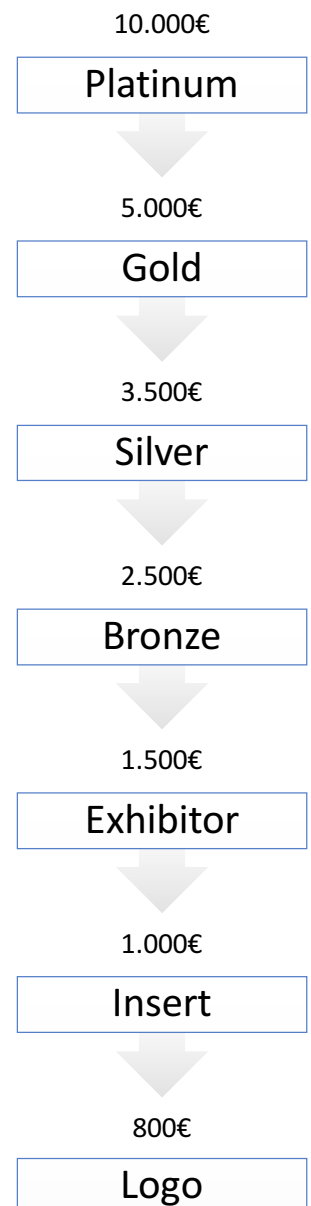 10.000€
Platinum
5.000€
Gold
3.500€
Silver
2.500€
Bronze
1.500€
Exhibitor
1.000€
Insert
800€
Logo